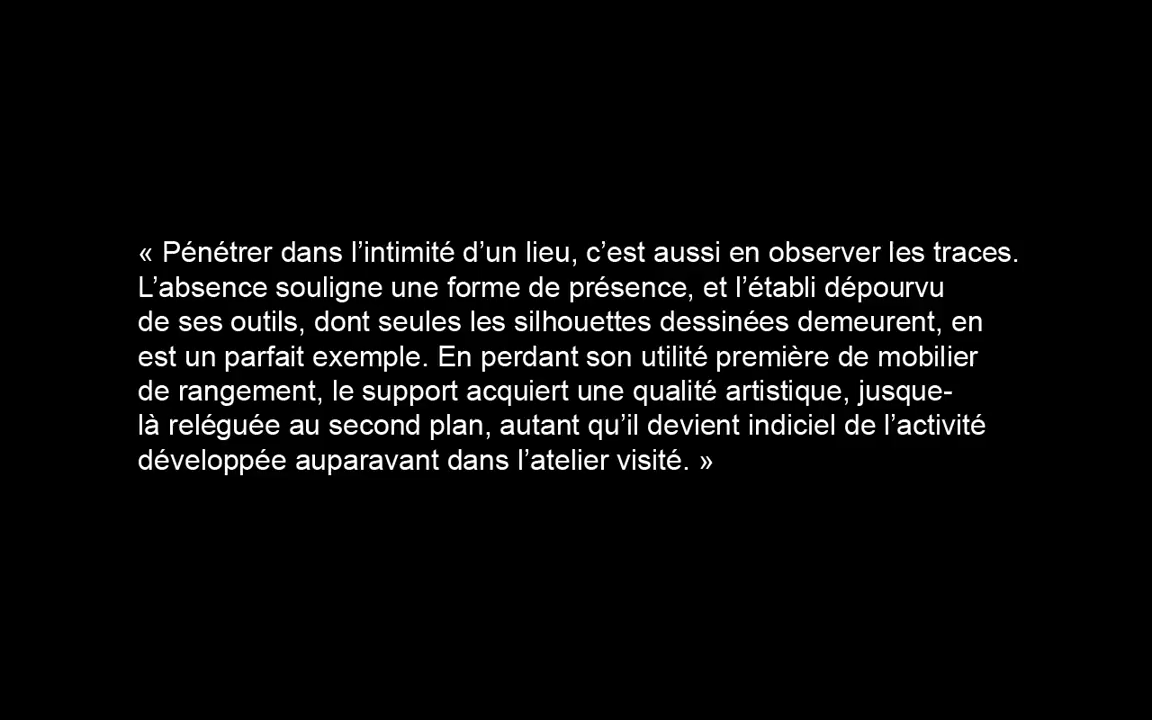 « Pénétrer dans l’intimité d’un lieu, c’est aussi en observer les traces.
L’absence souligne une forme de présence, et l’établi dépourvu
de ses outils, dont seules les silhouettes dessinées demeurent, en
est un parfait exemple. En perdant son utilité première de mobilier
de rangement, le support acquiert une qualité artistique, jusque-
là reléguée au second plan, autant qu’il devient indiciel de l’activité
développée auparavant dans l’atelier visité. »